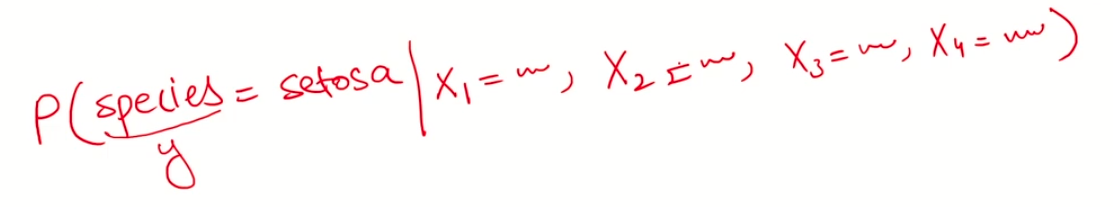 P(species = setosa | X₁ = ~, X₂ = ~, X₃ = ~, X₄ = ~)
y